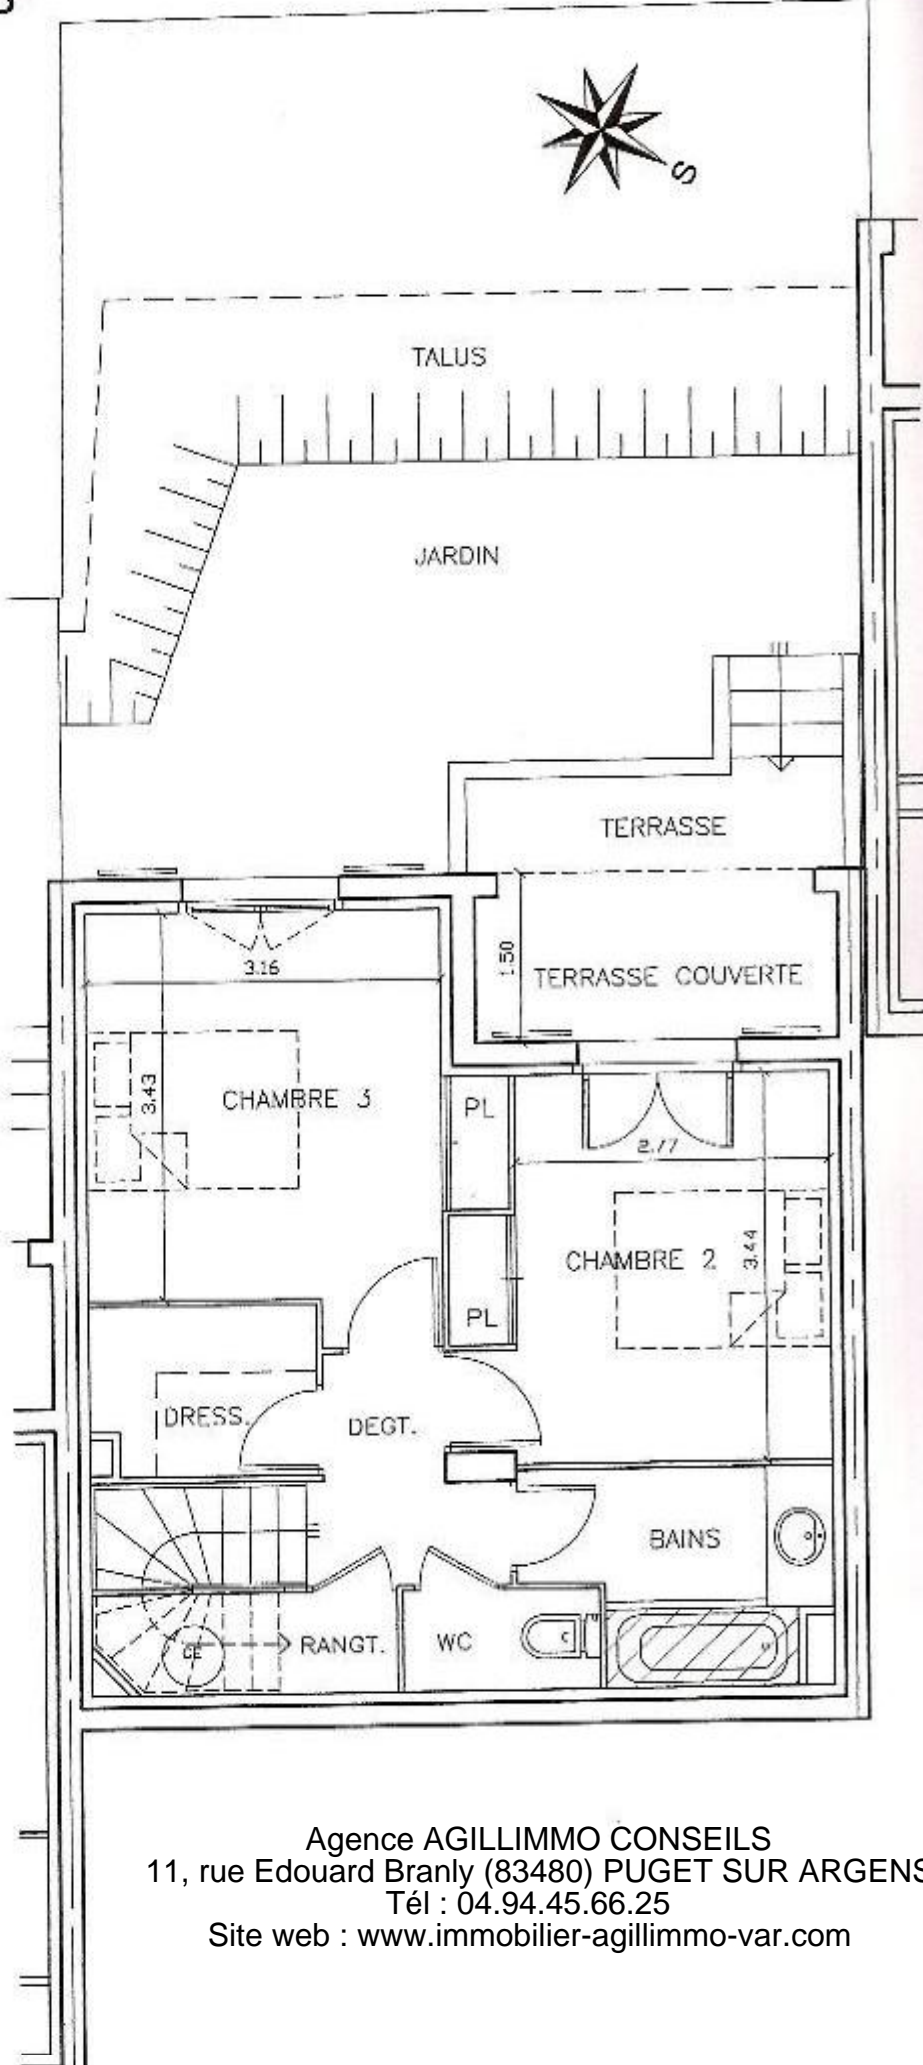 S
TALUS
JARDIN
TERRASSE
1.50
TERRASSE COUVERTE
3.16
3.43
CHAMBRE 3
PL
2.77
CHAMBRE 2
3.44
PL
DRESS.
DEGT.
BAINS
CE
RANGT.
WC
Agence AGILLIMMO CONSEILS
11, rue Edouard Branly (83480) PUGET SUR ARGENS
Tél : 04.94.45.66.25
Site web : www.immobilier-agillimmo-var.com